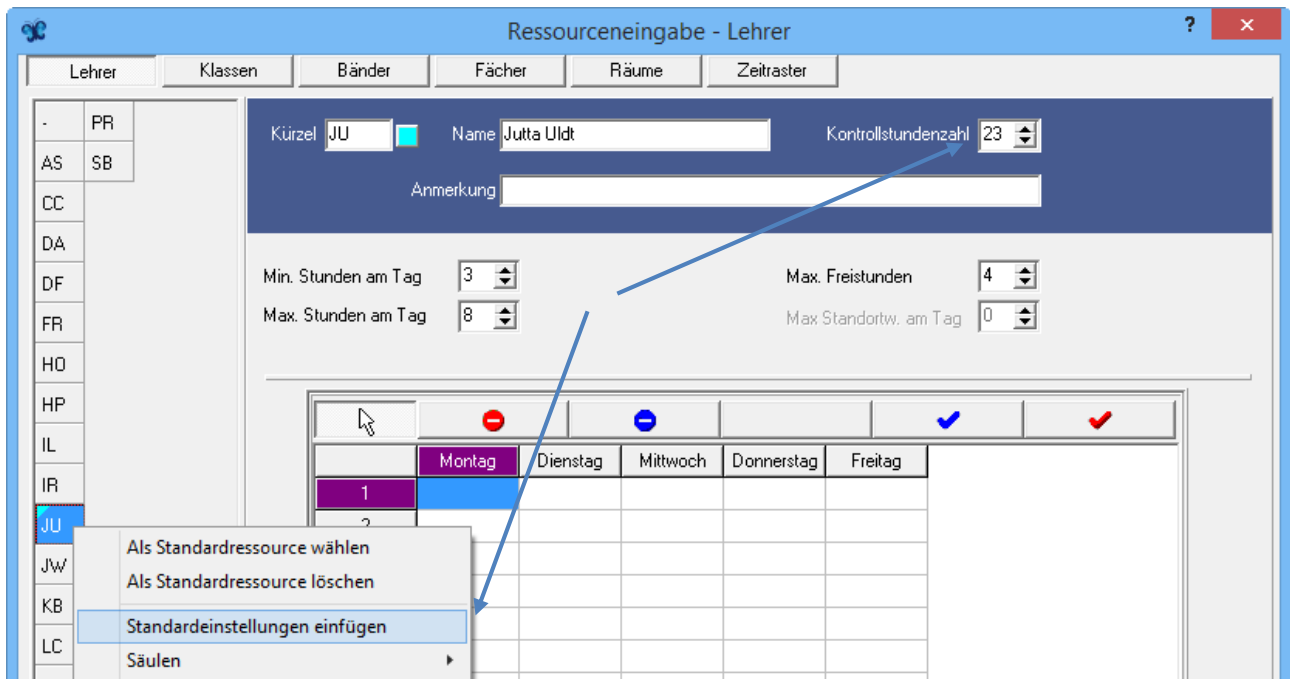 Ressourceneingabe - Lehrer ? ×
Lehrer Klassen Bänder Fächer Räume Zeitraster
- PR
AS SB
CC
DA
DF
FR
HO
HP
IL
IR
JU
JW
KB
LC
Kürzel JU Name Jutta Uldt Kontrollstundenzahl 23
Anmerkung
Min. Stunden am Tag 3 Max. Freistunden 4
Max. Stunden am Tag 8 Max Standortw. am Tag 0
Montag Dienstag Mittwoch Donnerstag Freitag
1
2
Als Standardressource wählen
Als Standardressource löschen
Standardeinstellungen einfügen
Säulen